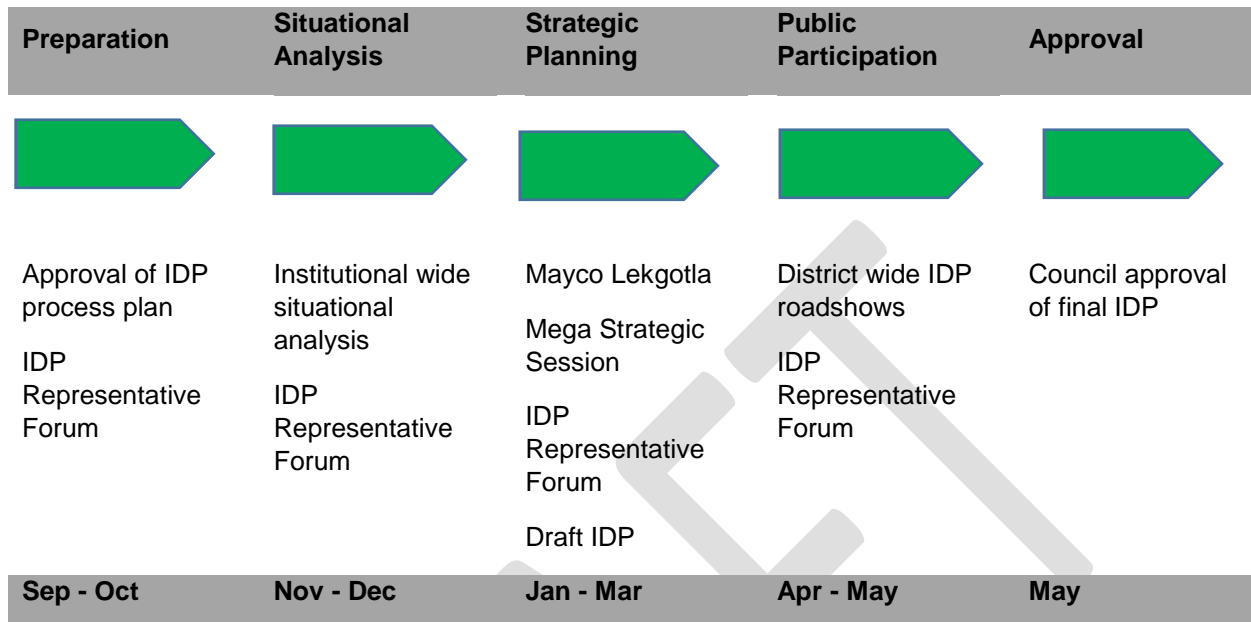 Preparation
Situational
Analysis
Strategic
Planning
Public
Participation
Approval
Approval of IDP
process plan
IDP
Representative
Forum
Institutional wide
situational
analysis
IDP
Representative
Forum
Mayco Lekgotla
Mega Strategic
Session
IDP
Representative
Forum
Draft IDP
District wide IDP
roadshows
IDP
Representative
Forum
Council approval
of final IDP
Sep - Oct
Nov - Dec
Jan - Mar
Apr - May
May